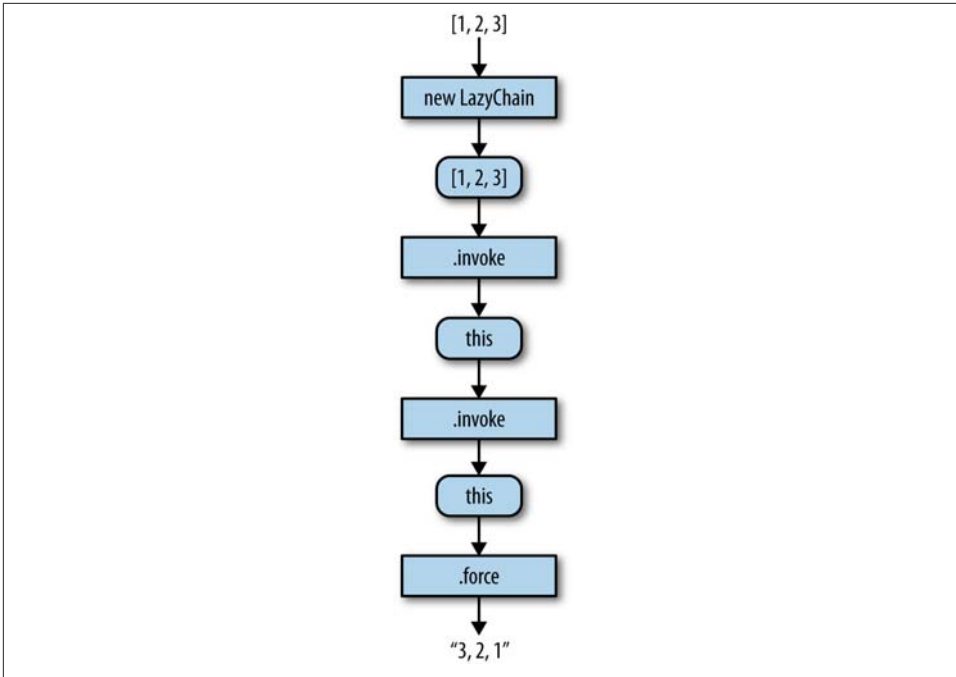 [1, 2, 3]
new LazyChain
[1, 2, 3]
.invoke
this
.invoke
this
.force
“3, 2, 1”